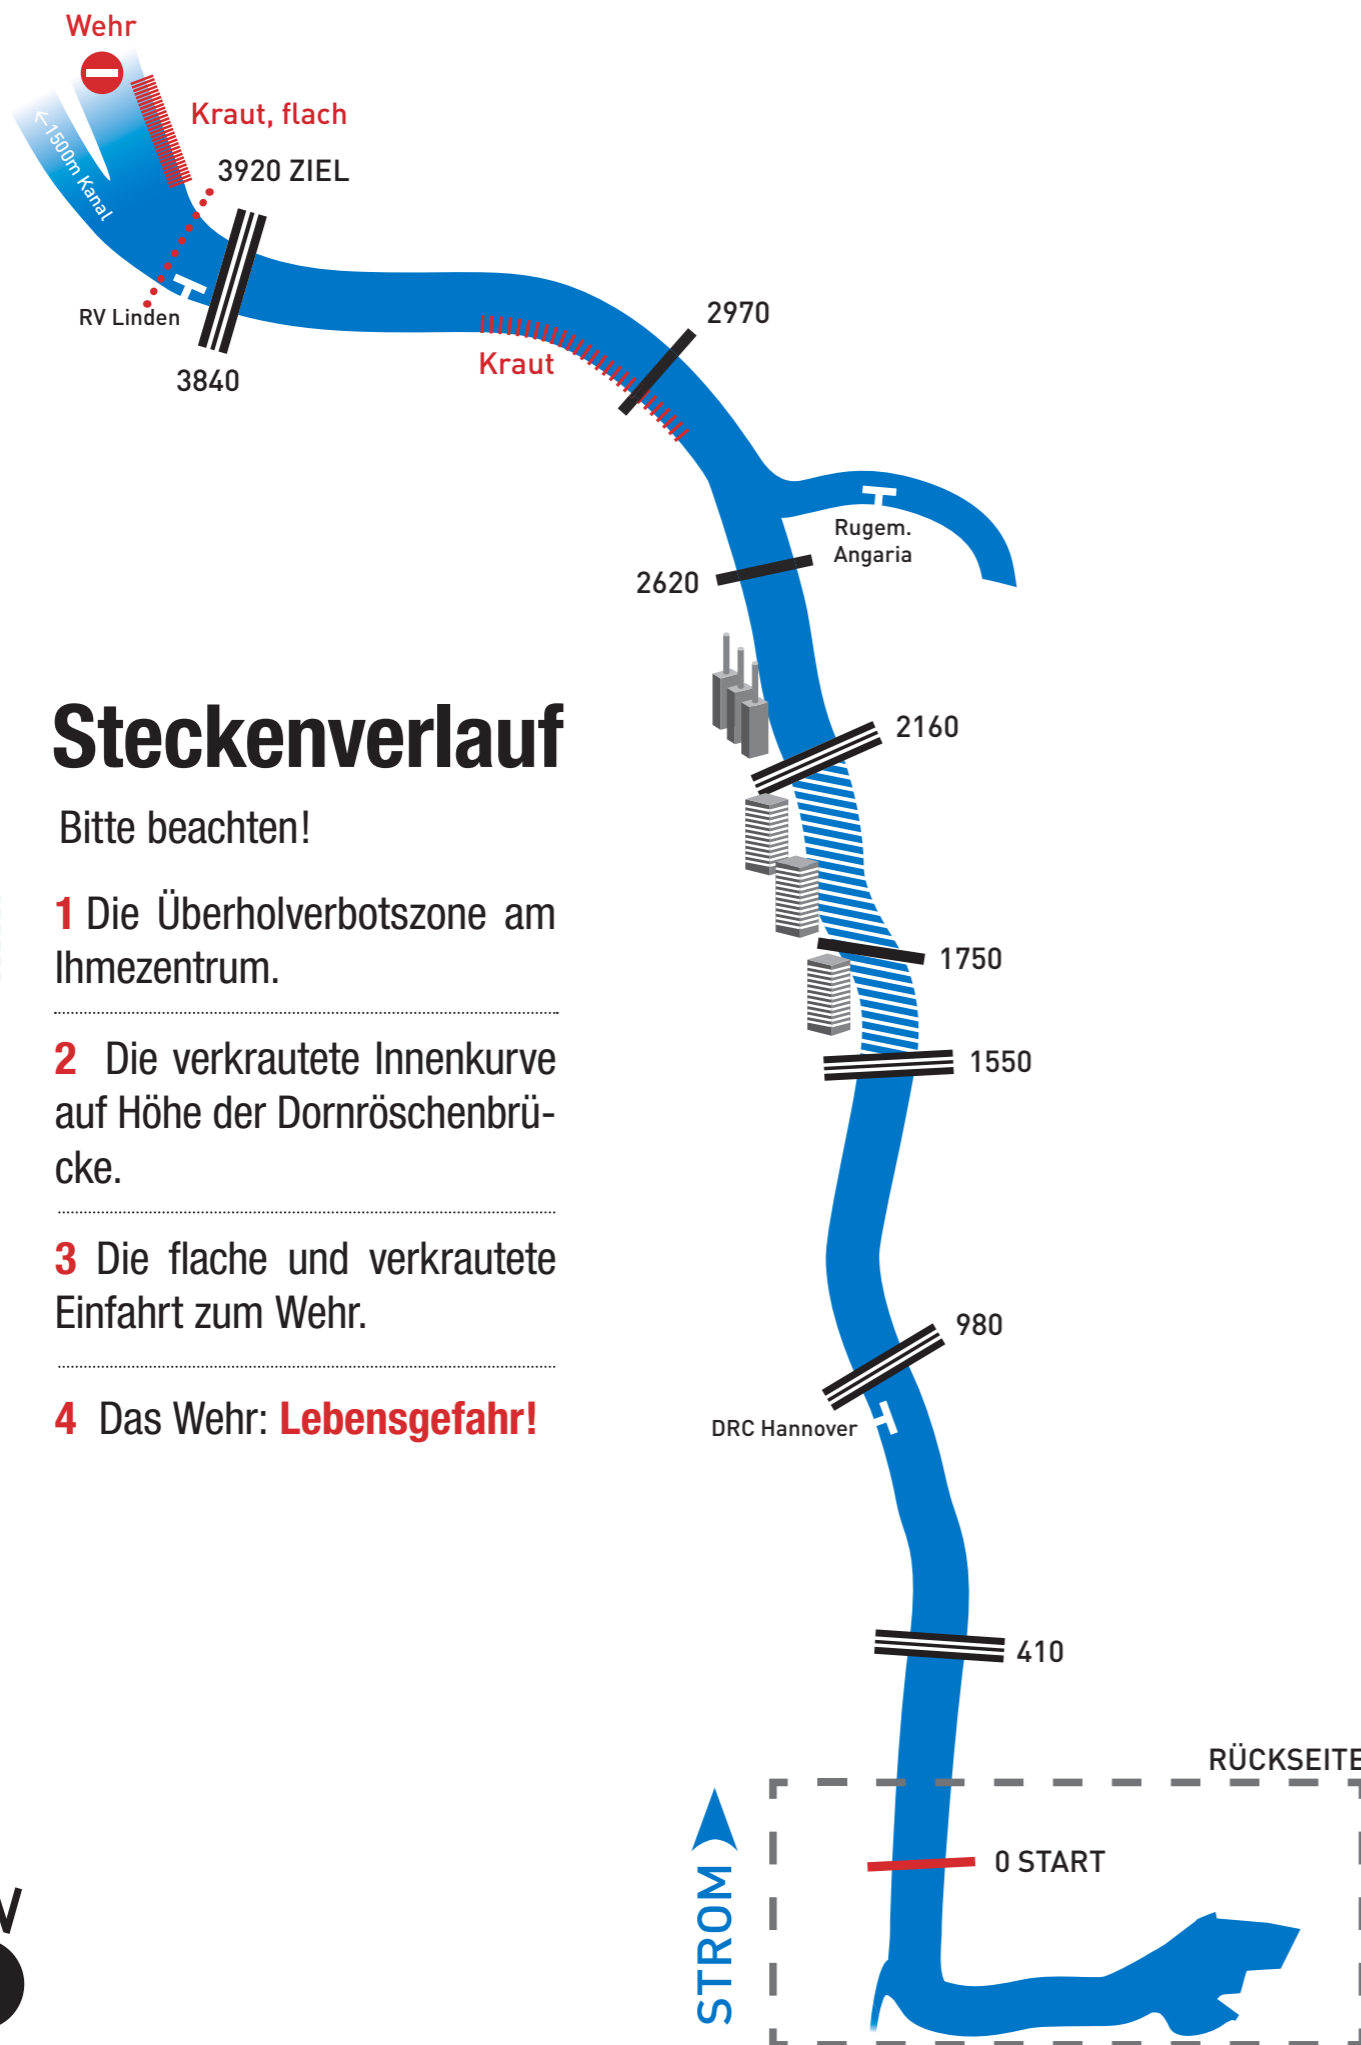 Wehr
Kraut, flach
3920 ZIEL
←1500m Kanal
RV Linden
3840
Kraut
2970
Rugem.
Angaria
2620
2160
Steckenverlauf
Bitte beachten!
1 Die Überholverbotszone am
Ihmezentrum.
2 Die verkrautete Innenkurve
auf Höhe der Dornröschenbrü-
cke.
3 Die flache und verkrautete
Einfahrt zum Wehr.
4 Das Wehr: Lebensgefahr!
1750
1550
980
DRC Hannover
410
RÜCKSEITE
0 START
STROM